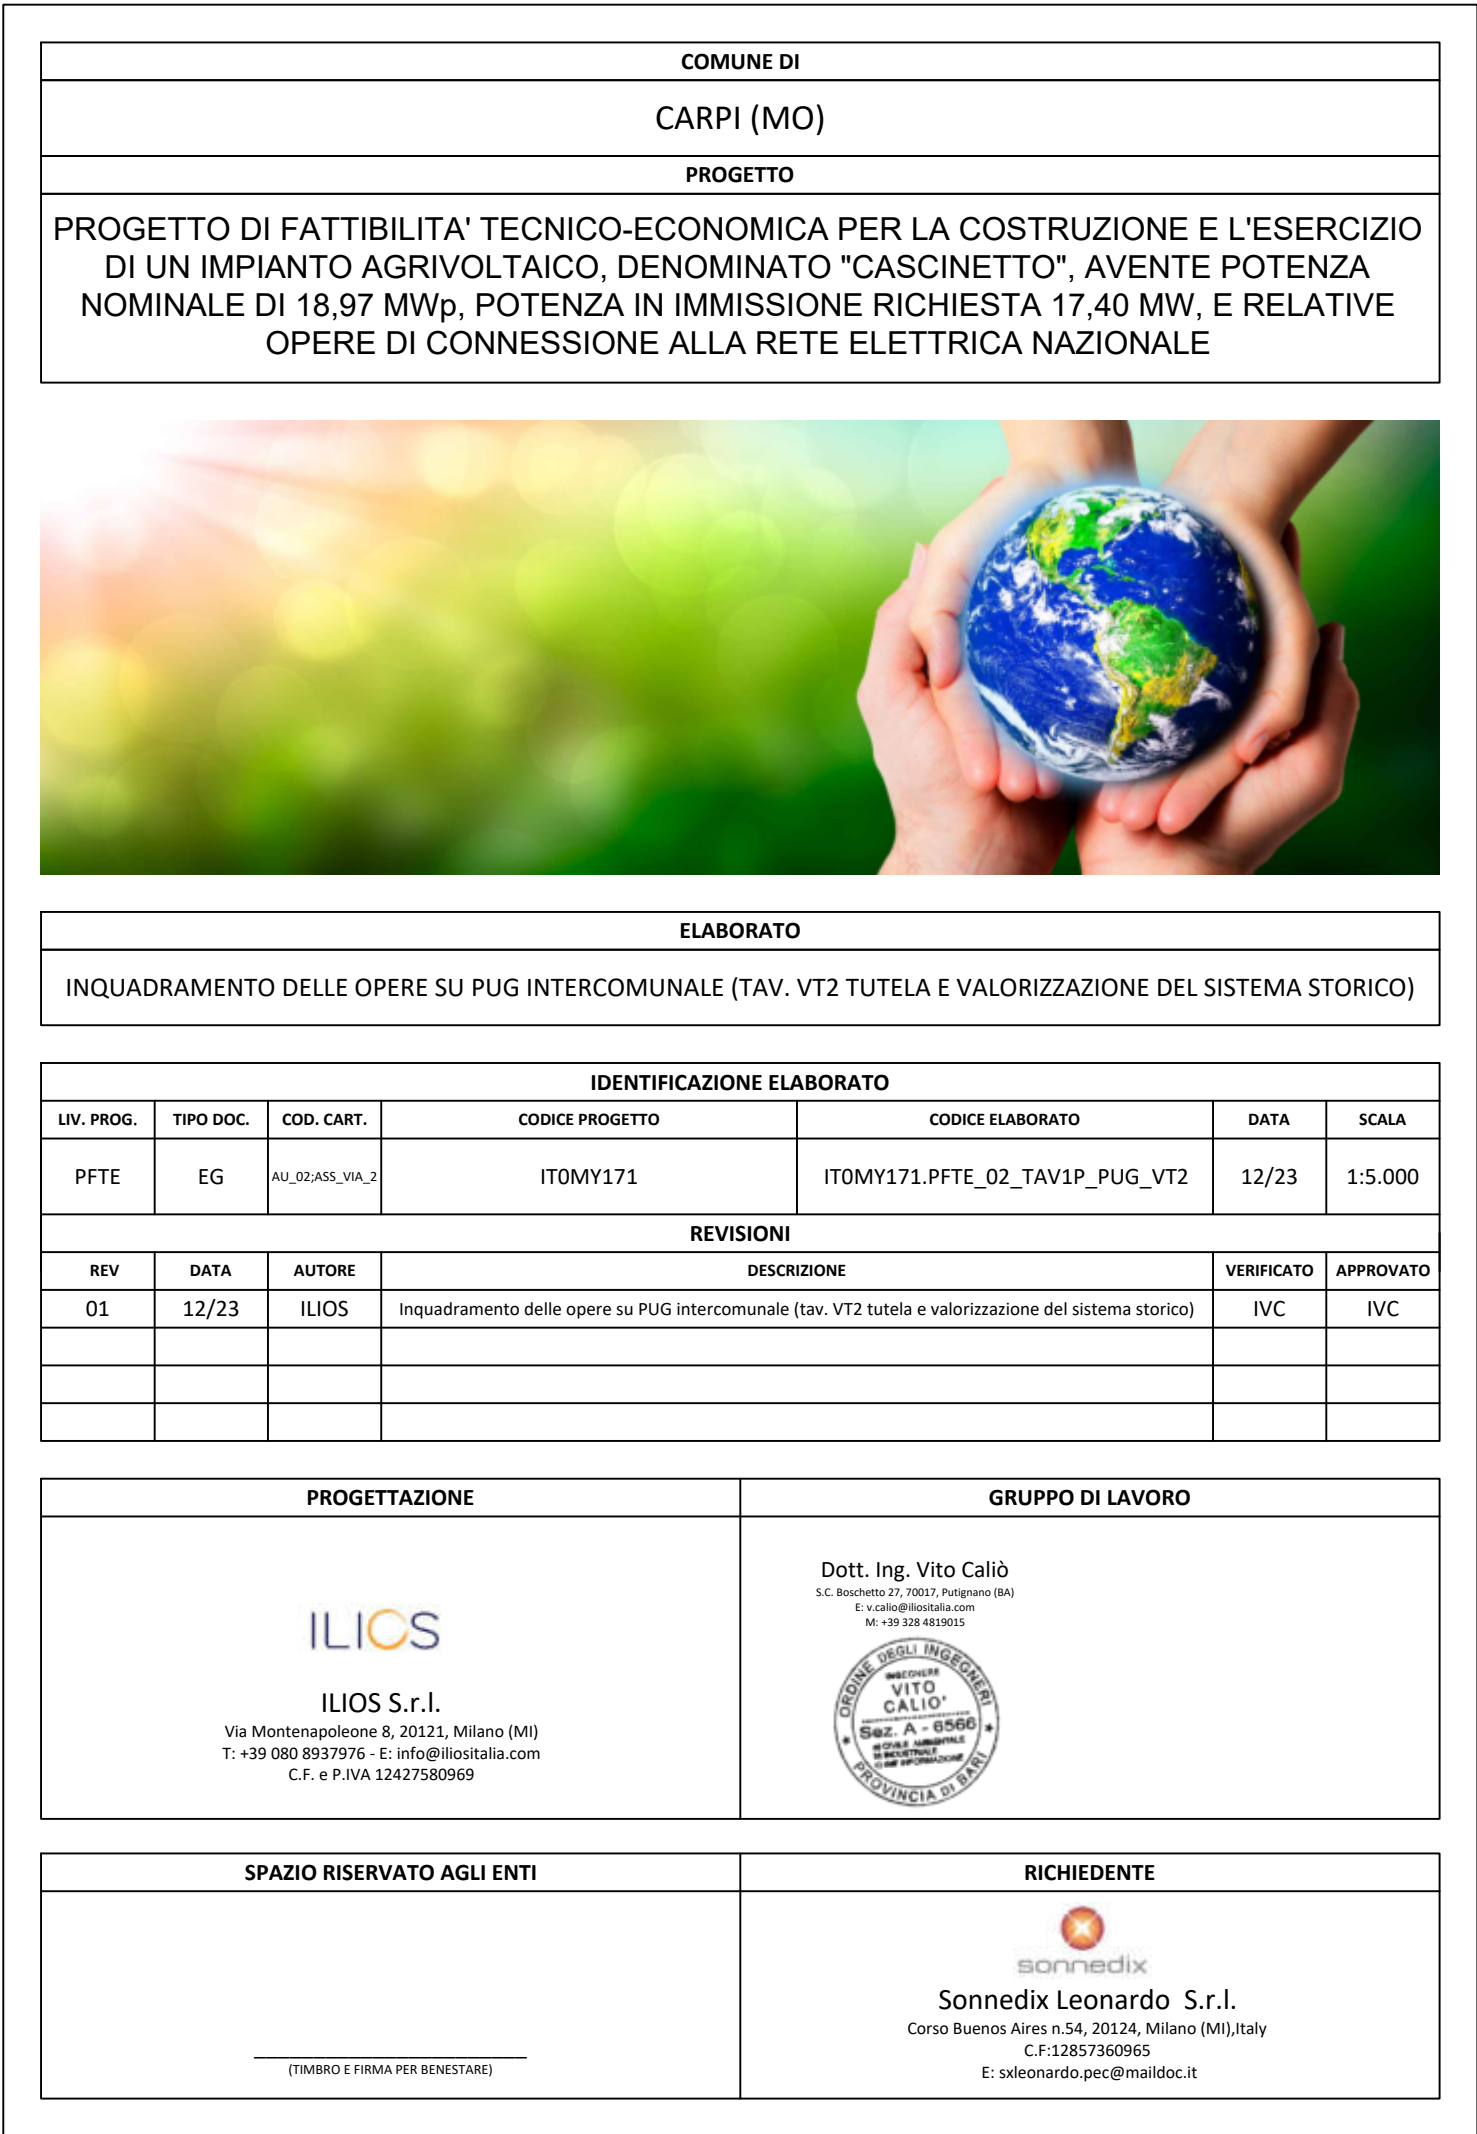 COMUNE DI
CARPI (MO)
PROGETTO
PROGETTO DI FATTIBILITA' TECNICO-ECONOMICA PER LA COSTRUZIONE E L'ESERCIZIO
DI UN IMPIANTO AGRIVOLTAICO, DENOMINATO "CASCINETTO", AVENTE POTENZA
NOMINALE DI 18,97 MWp, POTENZA IN IMMISSIONE RICHIESTA 17,40 MW, E RELATIVE
OPERE DI CONNESSIONE ALLA RETE ELETTRICA NAZIONALE
ELABORATO
INQUADRAMENTO DELLE OPERE SU PUG INTERCOMUNALE (TAV. VT2 TUTELA E VALORIZZAZIONE DEL SISTEMA STORICO)
IDENTIFICAZIONE ELABORATO
LIV. PROG. TIPO DOC. COD. CART. CODICE PROGETTO CODICE ELABORATO DATA SCALA
PFTE EG AU_02;ASS_VIA_2 IT0MY171 IT0MY171.PFTE_02_TAV1P_PUG_VT2 12/23 1:5.000
REVISIONI
REV DATA AUTORE DESCRIZIONE VERIFICATO APPROVATO
01 12/23 ILIOS Inquadramento delle opere su PUG intercomunale (tav. VT2 tutela e valorizzazione del sistema storico) IVC IVC
PROGETTAZIONE
ILIOS
ILIOS S.r.l.
Via Montenapoleone 8, 20121, Milano (MI)
T: +39 080 8937976 - E: info@iliositalia.com
C.F. e P.IVA 12427580969
GRUPPO DI LAVORO
Dott. Ing. Vito Caliò
S.C. Boschetto 27, 70017, Putignano (BA)
E: v.calio@iliositalia.com
M: +39 328 4819015
ORDINE DEGLI INGEGNERI
INGEGNERE
VITO
CALIO'
Sez. A - 6566
PROVINCIA DI BARI
SPAZIO RISERVATO AGLI ENTI
(TIMBRO E FIRMA PER BENESTARE)
RICHIEDENTE
sonnedix
Sonnedix Leonardo S.r.l.
Corso Buenos Aires n.54, 20124, Milano (MI),Italy
C.F:12857360965
E: sxleonardo.pec@maildoc.it